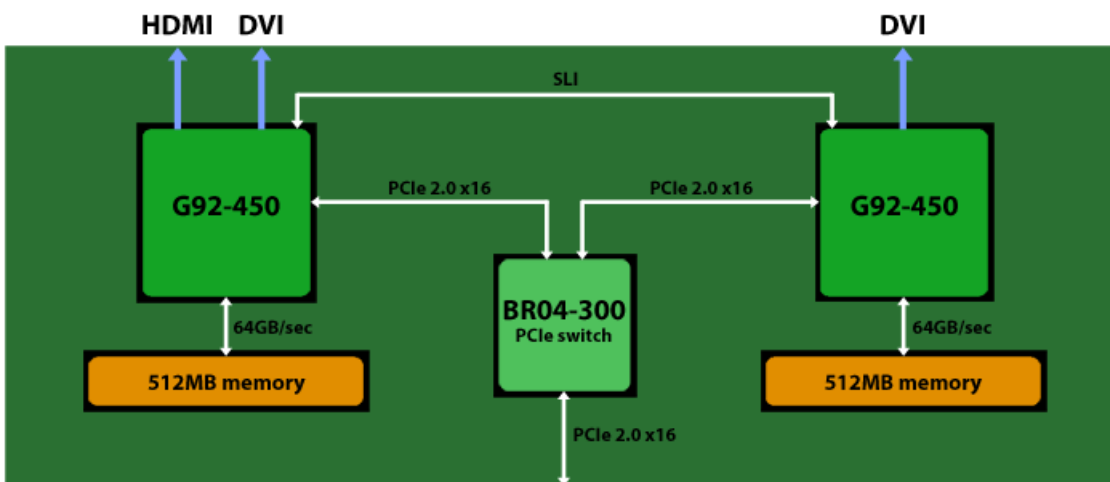 HDMI DVI DVI
SLI
PCIe 2.0 x16 PCIe 2.0 x16
G92-450 G92-450
BR04-300
PCIe switch
64GB/sec 64GB/sec
512MB memory 512MB memory
PCIe 2.0 x16